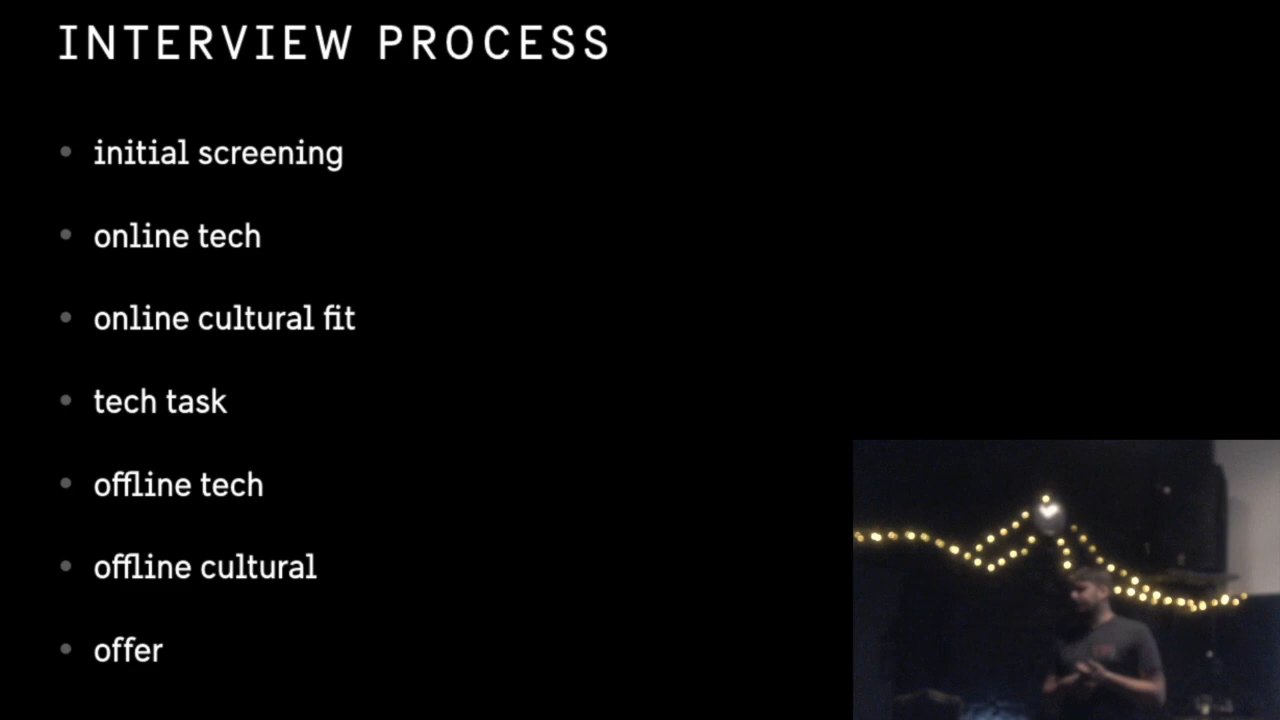 INTERVIEW PROCESS
initial screening
online tech
online cultural fit
tech task
offline tech
offline cultural
offer